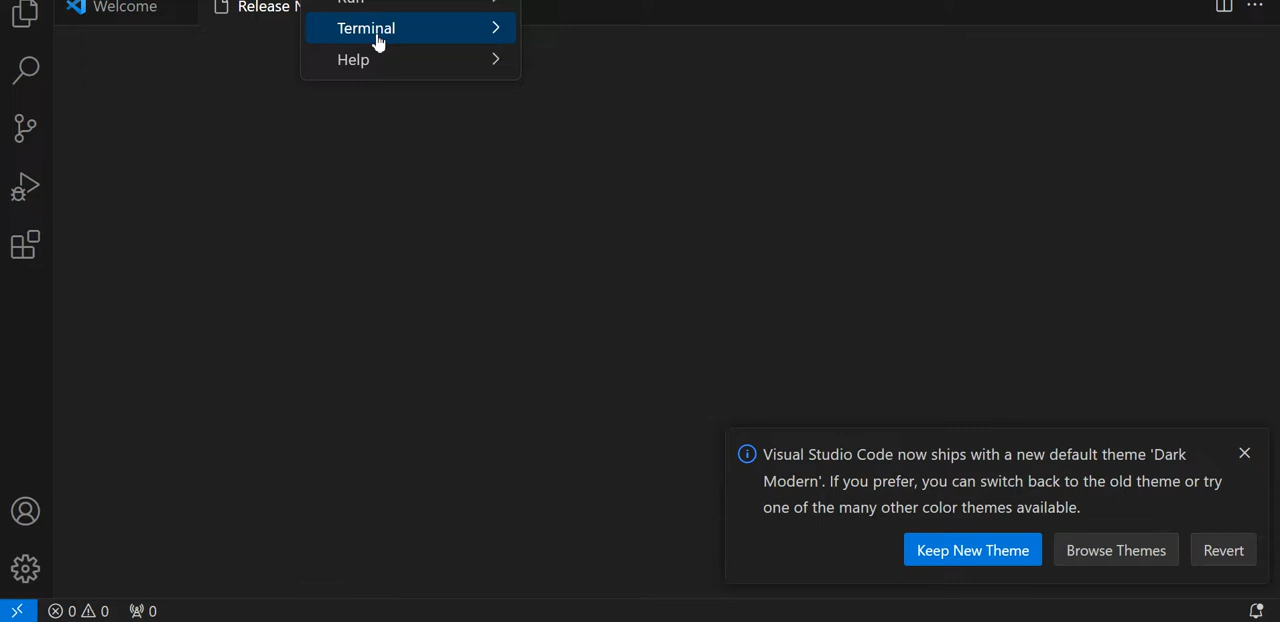 Welcome
Release N
Run
Terminal
Help
Visual Studio Code now ships with a new default theme 'Dark
Modern'. If you prefer, you can switch back to the old theme or try
one of the many other color themes available.
Keep New Theme
Browse Themes
Revert
0
0
0